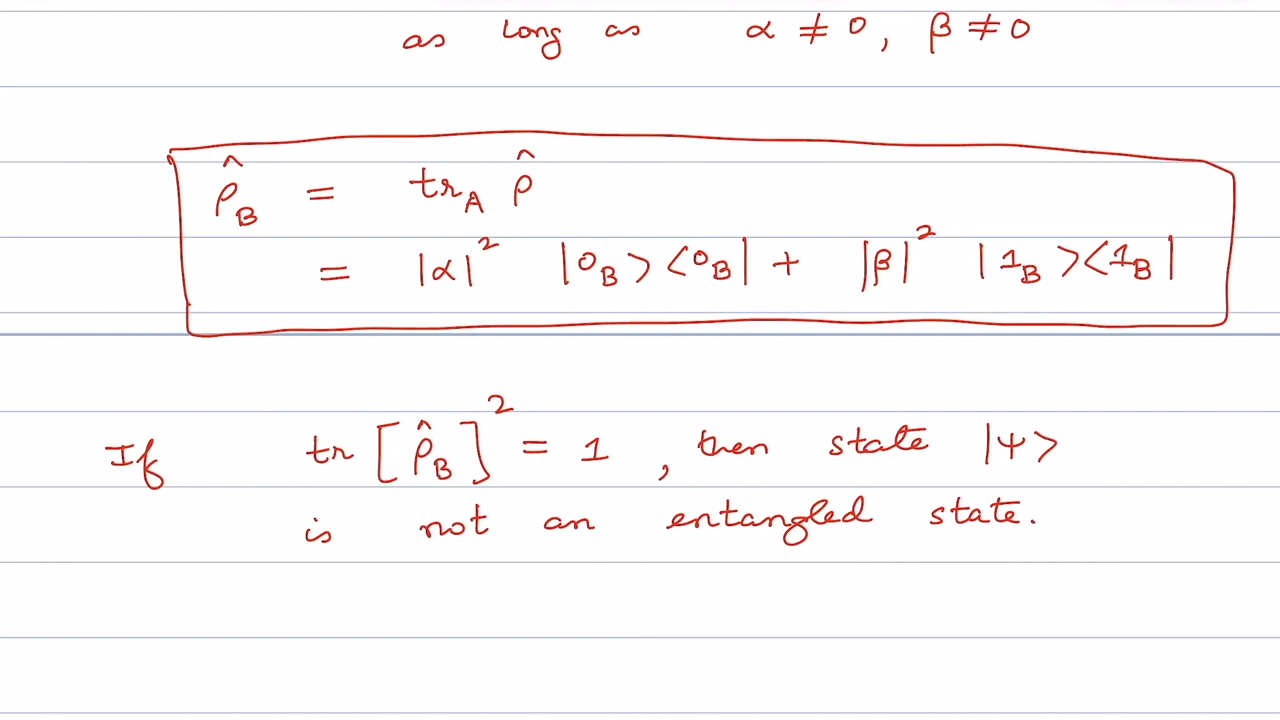 as long as α ≠ 0, β ≠ 0
ρ̂_B = tr_A ρ̂
= |α|² |0_B><0_B| + |β|² |1_B><1_B|
If tr [ρ̂_B]² = 1, then state |ψ>
is not an entangled state.